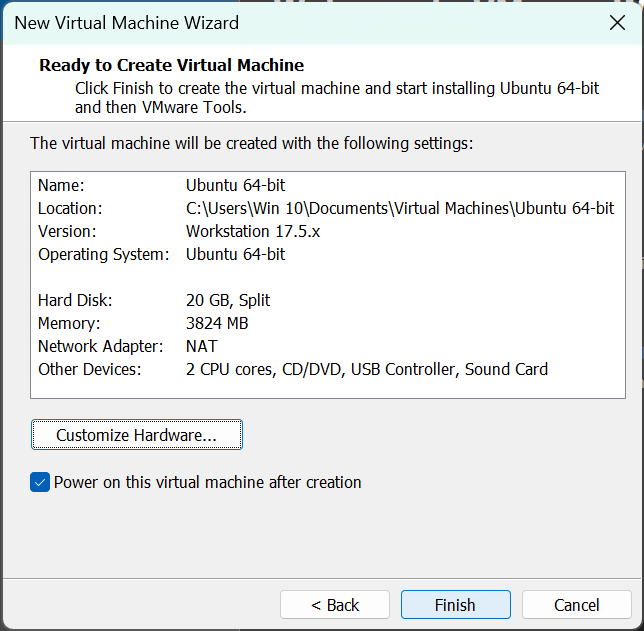 New Virtual Machine Wizard
Ready to Create Virtual Machine
Click Finish to create the virtual machine and start installing Ubuntu 64-bit
and then VMware Tools.
The virtual machine will be created with the following settings:
Name: Ubuntu 64-bit
Location: C:\Users\Win 10\Documents\Virtual Machines\Ubuntu 64-bit
Version: Workstation 17.5.x
Operating System: Ubuntu 64-bit
Hard Disk: 20 GB, Split
Memory: 3824 MB
Network Adapter: NAT
Other Devices: 2 CPU cores, CD/DVD, USB Controller, Sound Card
Customize Hardware...
Power on this virtual machine after creation
< Back Finish Cancel